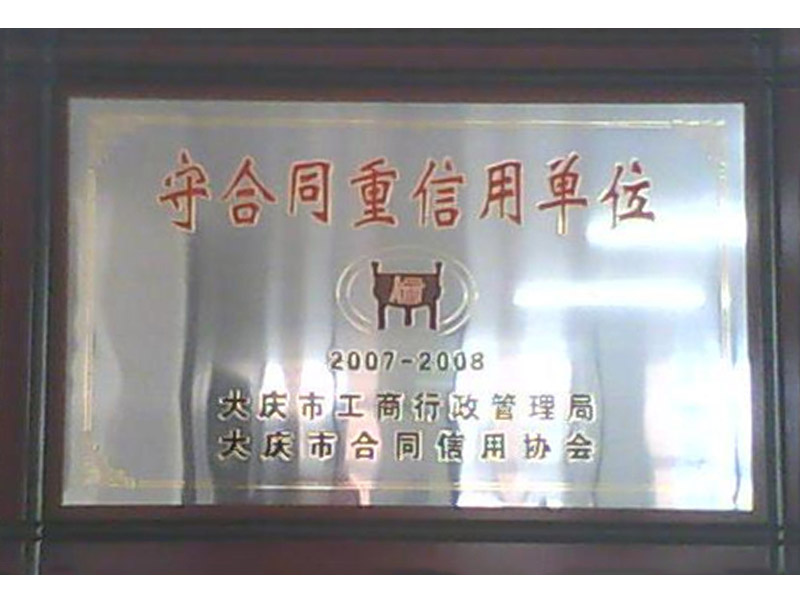 守合同重信用单位
信
2007-2008
大庆市工商行政管理局
大庆市合同信用协会